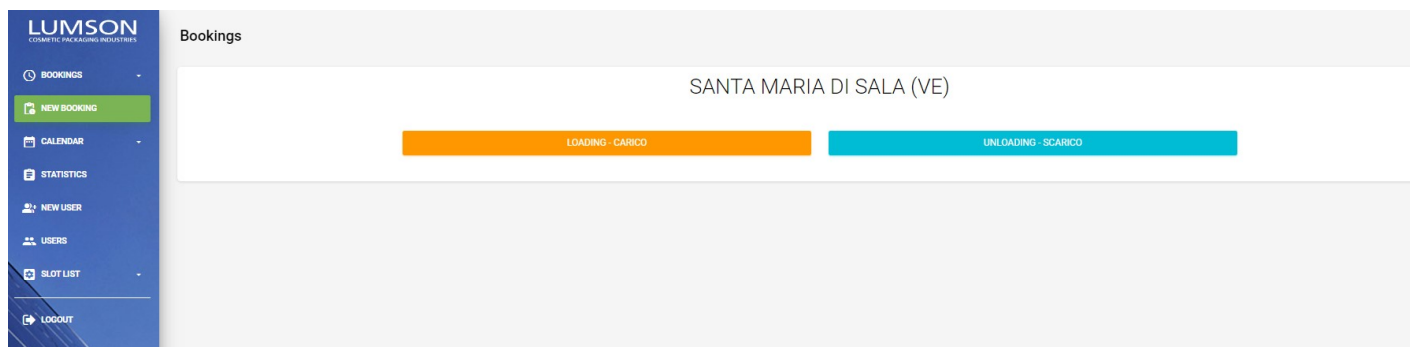 LUMSON
COSMETIC PACKAGING INDUSTRIES
BOOKINGS
NEW BOOKING
CALENDAR
STATISTICS
NEW USER
USERS
SLOT LIST
LOGOUT
Bookings
SANTA MARIA DI SALA (VE)
LOADING - CARICO
UNLOADING - SCARICO